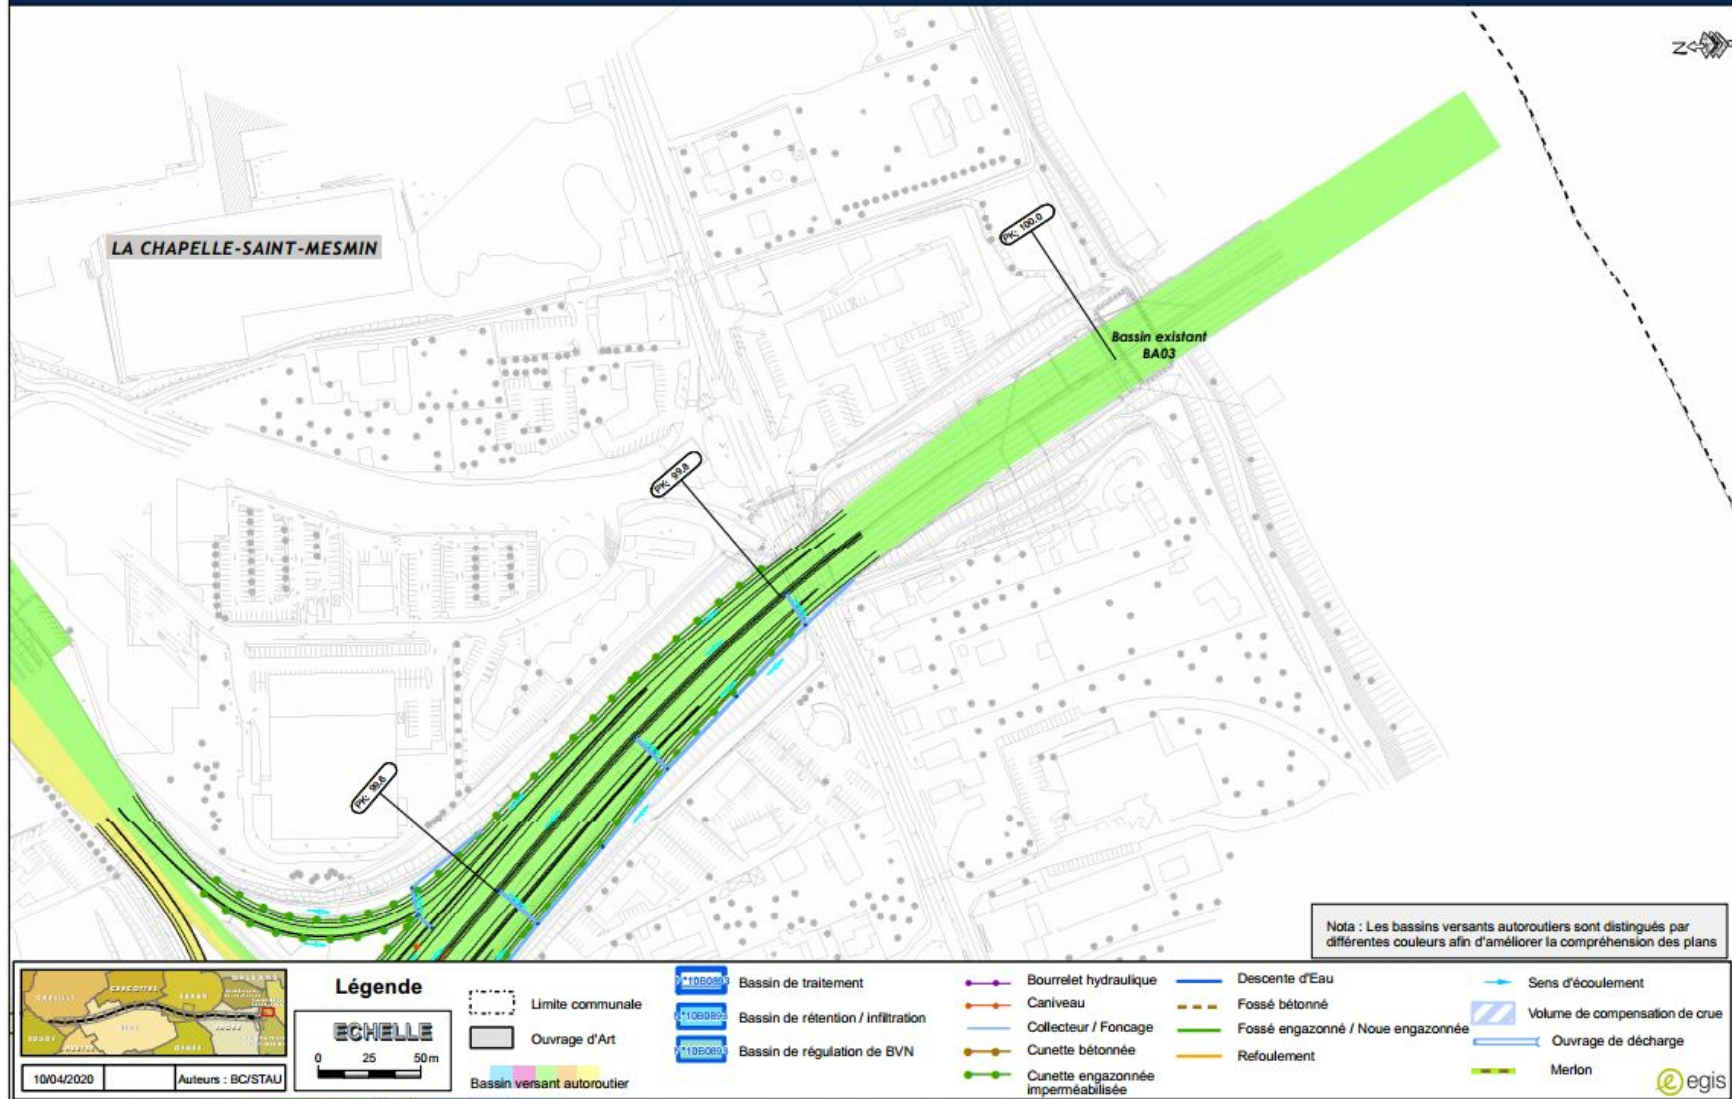 N
LA CHAPELLE-SAINT-MESMIN
PK: 100.0
Bassin existant
BA03
PK: 99.8
PK: 99.6
Nota : Les bassins versants autoroutiers sont distingués par
différentes couleurs afin d'améliorer la compréhension des plans
10/04/2020
Auteurs : BC/STAU
Légende
ECHELLE
0 25 50m
Limite communale
Ouvrage d'Art
Bassin versant autoroutier
N°10B0893 Bassin de traitement
N°10B0893 Bassin de rétention / infiltration
N°10B0893 Bassin de régulation de BVN
Bourrelet hydraulique
Caniveau
Collecteur / Foncage
Cunette bétonnée
Cunette engazonnée
imperméabilisée
Descente d'Eau
Fossé bétonné
Fossé engazonné / Noue engazonnée
Refoulement
Sens d'écoulement
Volume de compensation de crue
Ouvrage de décharge
Merlon
egis